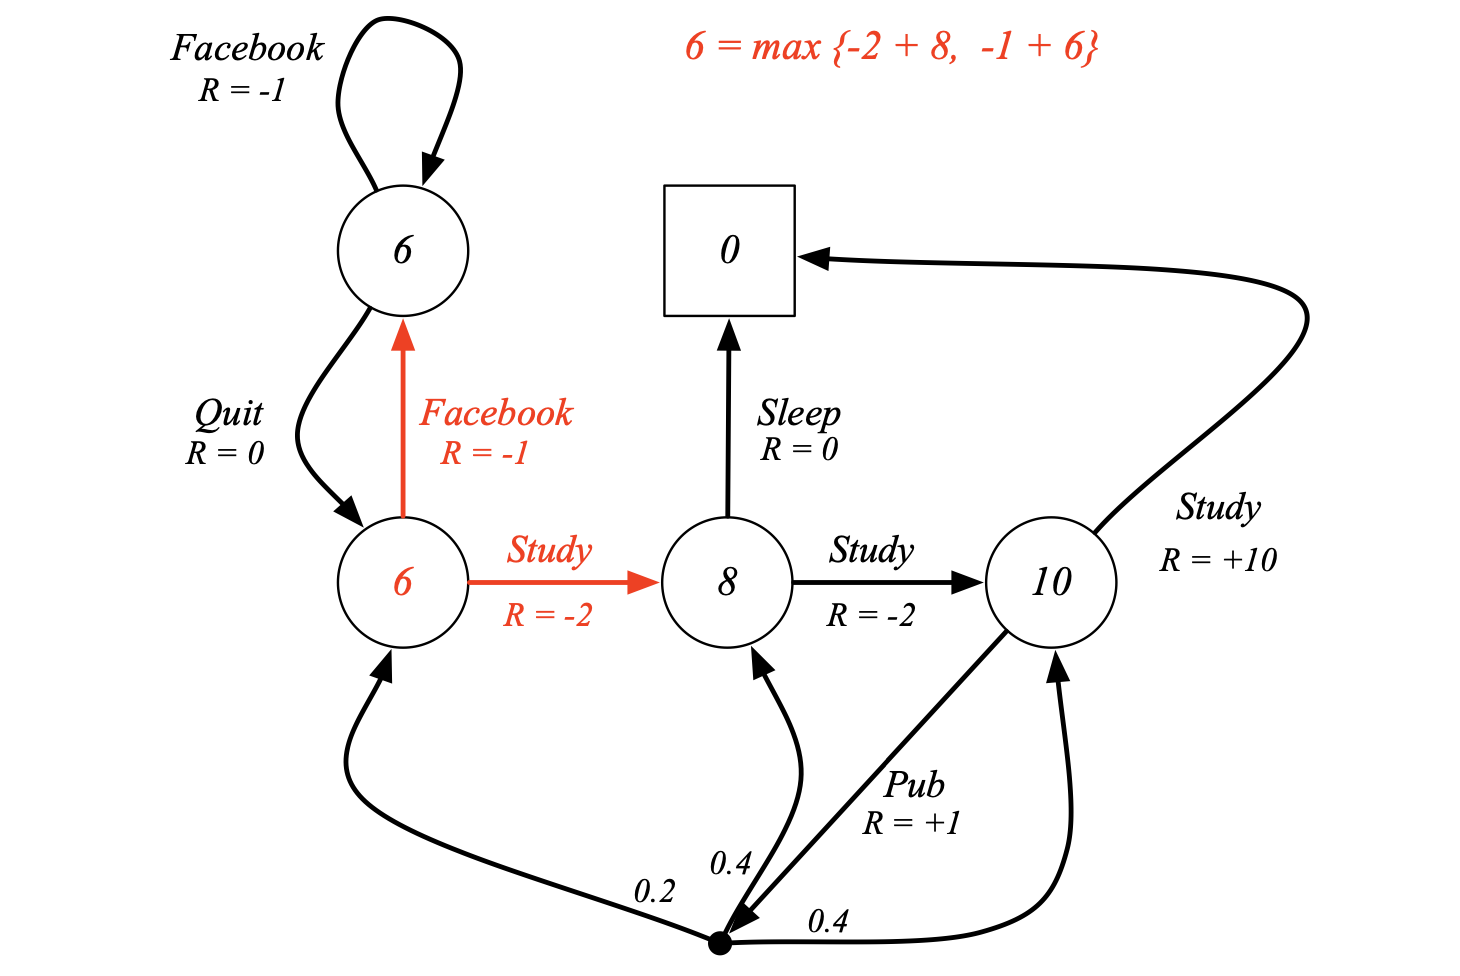 6 = max {-2 + 8, -1 + 6}
Facebook
R = -1
6
0
Quit
R = 0
Facebook
R = -1
Sleep
R = 0
6
Study
R = -2
8
Study
R = -2
10
Study
R = +10
Pub
R = +1
0.4
0.2
0.4